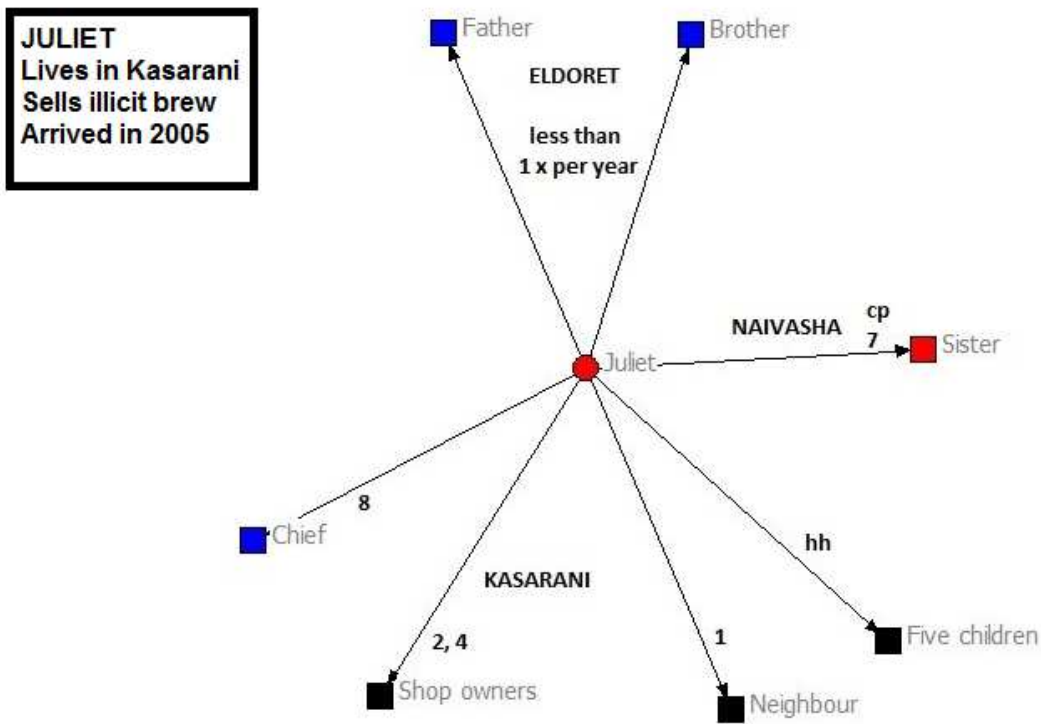 JULIET
Lives in Kasarani
Sells illicit brew
Arrived in 2005
Father
Brother
ELDORET
less than
1 x per year
NAIVASHA
cp
7
Sister
Juliet
8
Chief
hh
KASARANI
2, 4
1
Five children
Shop owners
Neighbour